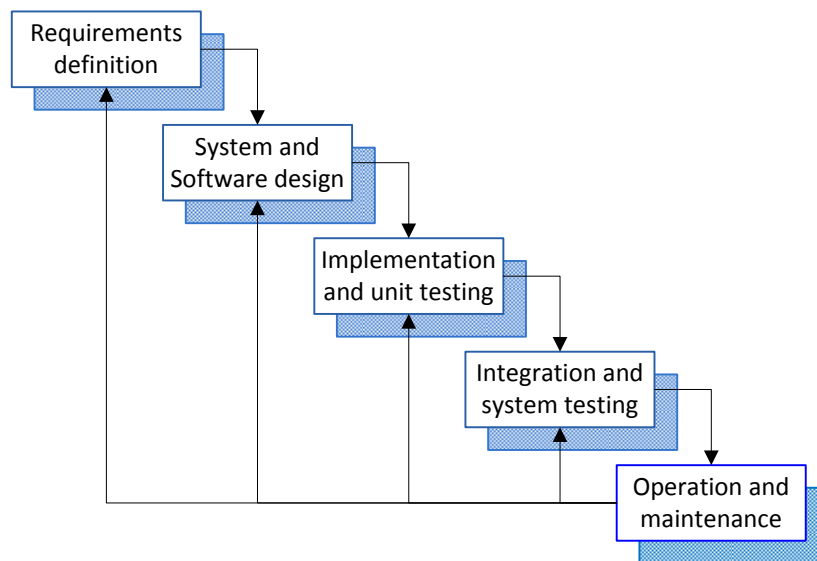 Requirements
definition
System and
Software design
Implementation
and unit testing
Integration and
system testing
Operation and
maintenance